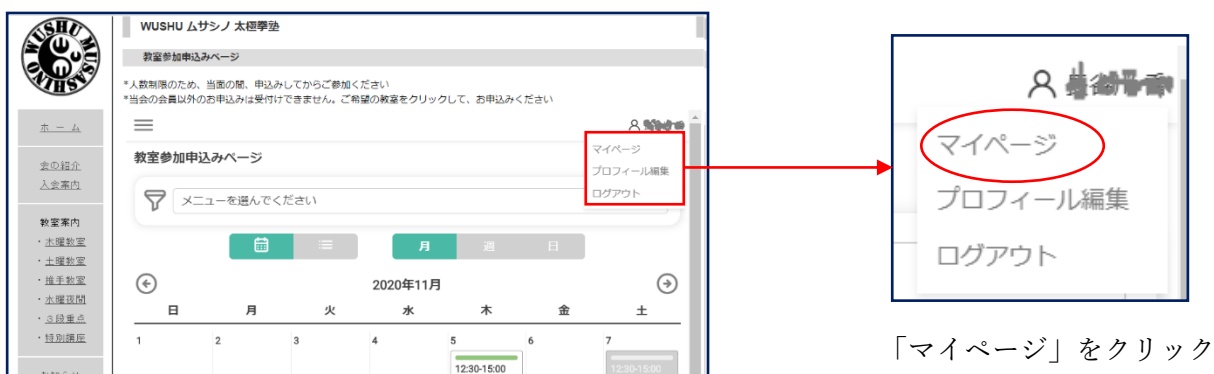 WUSHU MUSASHINO
WUSHU ムサシノ 太極拳塾
教室参加申込みページ
*人数制限のため、当面の間、申込みしてからご参加ください
*当会の会員以外のお申込みは受付けできません。ご希望の教室をクリックして、お申込みください
ホーム
会の紹介
入会案内
教室案内
・木曜教室
・土曜教室
・推手教室
・水曜夜間
・3段重点
・特別講座
教室参加申込みページ
マイページ
プロフィール編集
ログアウト
メニューを選んでください
月 週 日
2020年11月
日 月 火 水 木 金 土
1 2 3 4 5 6 7
12:30-15:00 12:30-15:00
マイページ
プロフィール編集
ログアウト
「マイページ」をクリック